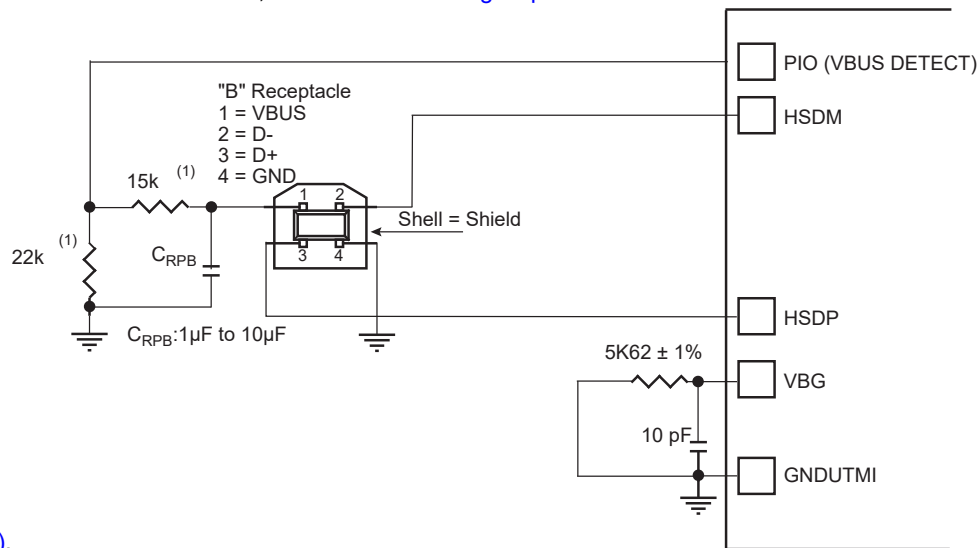 PIO (VBUS DETECT)
HSDM
"B" Receptacle
1 = VBUS
2 = D-
3 = D+
4 = GND
15k (1)
1 2
Shell = Shield
22k (1)
CRPB
3 4
CRPB:1µF to 10µF
HSDP
5K62 ± 1%
VBG
10 pF
GNDUTMI
).